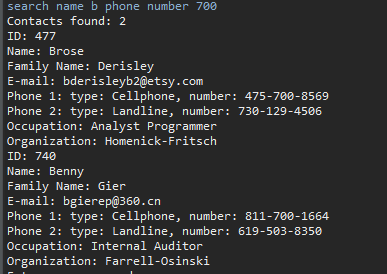 search name b phone number 700
Contacts found: 2
ID: 477
Name: Brose
Family Name: Derisley
E-mail: bderisleyb2@etsy.com
Phone 1: type: Cellphone, number: 475-700-8569
Phone 2: type: Landline, number: 730-129-4506
Occupation: Analyst Programmer
Organization: Homenick-Fritsch
ID: 740
Name: Benny
Family Name: Gier
E-mail: bgierep@360.cn
Phone 1: type: Cellphone, number: 811-700-1664
Phone 2: type: Landline, number: 619-503-8350
Occupation: Internal Auditor
Organization: Farrell-Osinski